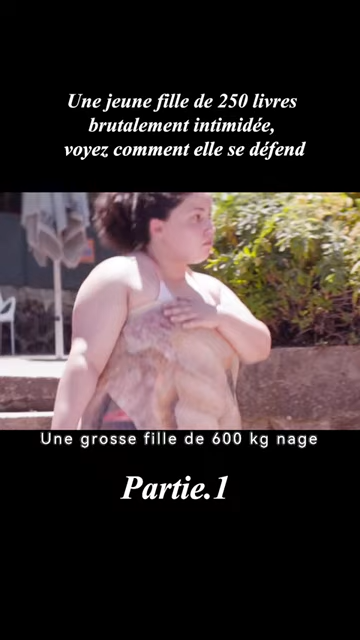 Une jeune fille de 250 livres
brutalement intimidée,
voyez comment elle se défend
Une grosse fille de 600 kg nage
Partie.1